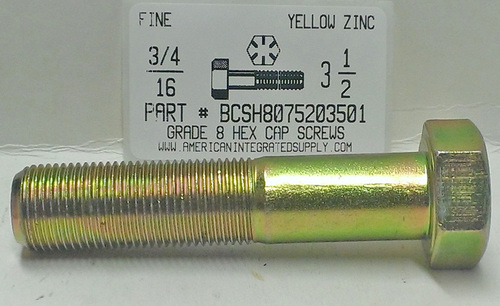 FINE YELLOW ZINC
3/4
16
3 1/2
PART # BCSH8075203501
GRADE 8 HEX CAP SCREWS
WWW.AMERICANINTEGRATEDSUPPLY.COM